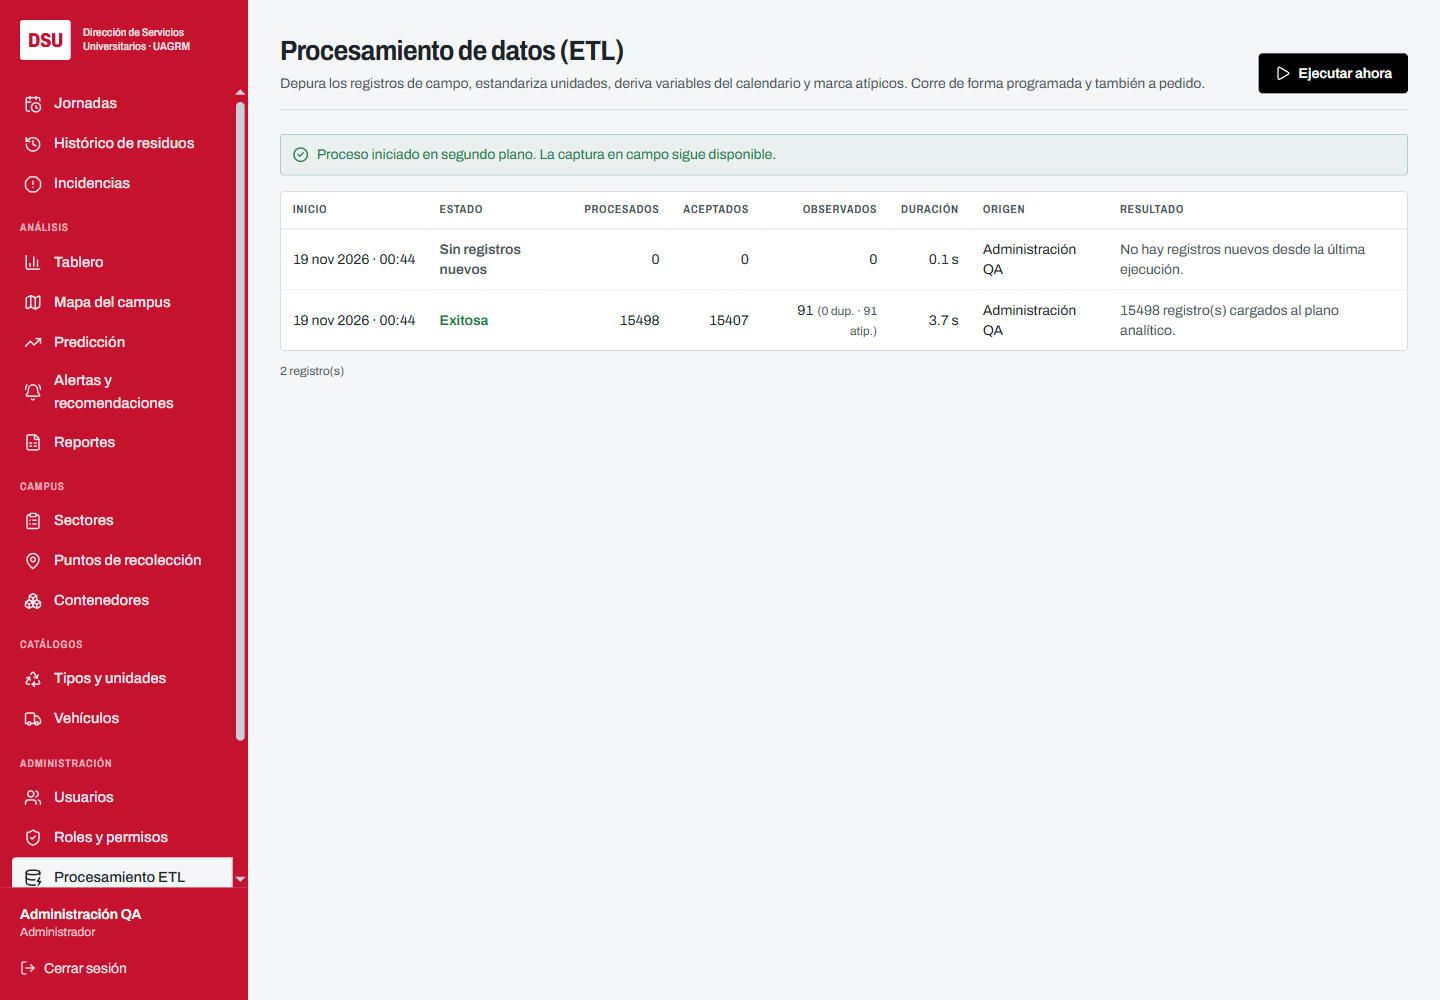 DSU
Dirección de Servicios
Universitarios · UAGRM
Jornadas
Histórico de residuos
Incidencias
ANÁLISIS
Tablero
Mapa del campus
Predicción
Alertas y
recomendaciones
Reportes
CAMPUS
Sectores
Puntos de recolección
Contenedores
CATÁLOGOS
Tipos y unidades
Vehículos
ADMINISTRACIÓN
Usuarios
Roles y permisos
Procesamiento ETL
Administración QA
Administrador
Cerrar sesión
Procesamiento de datos (ETL)
Depura los registros de campo, estandariza unidades, deriva variables del calendario y marca atípicos. Corre de forma programada y también a pedido.
Ejecutar ahora
Proceso iniciado en segundo plano. La captura en campo sigue disponible.
INICIO ESTADO PROCESADOS ACEPTADOS OBSERVADOS DURACIÓN ORIGEN RESULTADO
19 nov 2026 · 00:44 Sin registros nuevos 0 0 0 0.1 s Administración QA No hay registros nuevos desde la última ejecución.
19 nov 2026 · 00:44 Exitosa 15498 15407 91 (0 dup. · 91 atíp.) 3.7 s Administración QA 15498 registro(s) cargados al plano analítico.
2 registro(s)